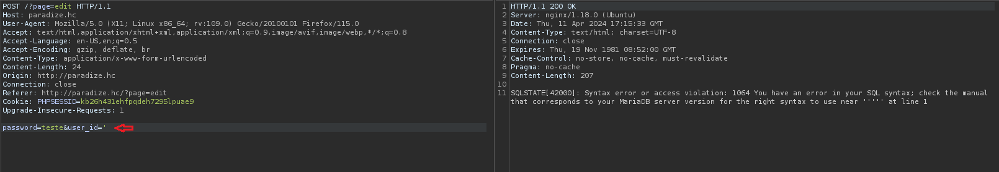 POST /?page=edit HTTP/1.1
Host: paradize.hc
User-Agent: Mozilla/5.0 (X11; Linux x86_64; rv:109.0) Gecko/20100101 Firefox/115.0
Accept: text/html,application/xhtml+xml,application/xml;q=0.9,image/avif,image/webp,*/*;q=0.8
Accept-Language: en-US,en;q=0.5
Accept-Encoding: gzip, deflate, br
Content-Type: application/x-www-form-urlencoded
Content-Length: 24
Origin: http://paradize.hc
Connection: close
Referer: http://paradize.hc/?page=edit
Cookie: PHPSESSID=kb26h431ehfpqdeh7295lpuae9
Upgrade-Insecure-Requests: 1
password=teste&user_id='
1 HTTP/1.1 200 OK
2 Server: nginx/1.18.0 (Ubuntu)
3 Date: Thu, 11 Apr 2024 17:15:33 GMT
4 Content-Type: text/html; charset=UTF-8
5 Connection: close
6 Expires: Thu, 19 Nov 1981 08:52:00 GMT
7 Cache-Control: no-store, no-cache, must-revalidate
8 Pragma: no-cache
9 Content-Length: 207
10
11 SQLSTATE[42000]: Syntax error or access violation: 1064 You have an error in your SQL syntax; check the manual
that corresponds to your MariaDB server version for the right syntax to use near ''''' at line 1